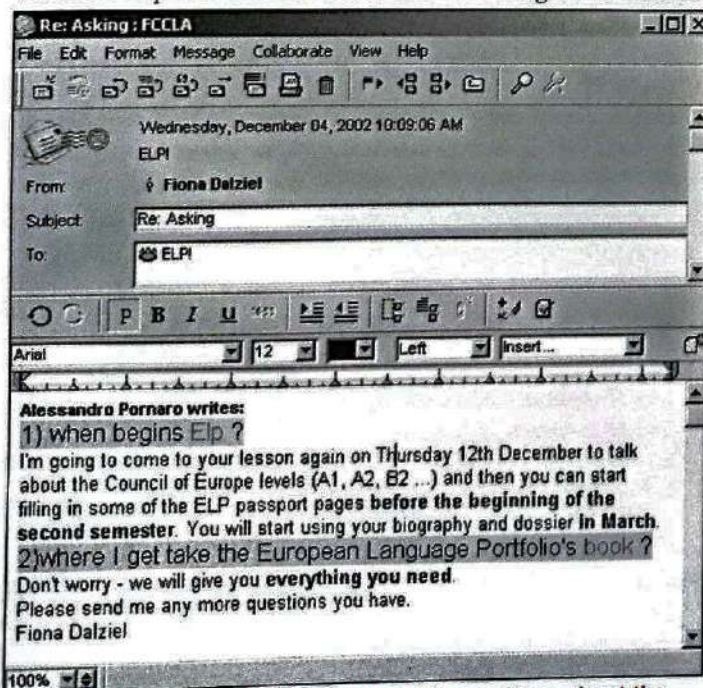 Re: Asking : FCCLA
File Edit Format Message Collaborate View Help
Wednesday, December 04, 2002 10:09:06 AM
ELP!
From: Fiona Dalziel
Subject: Re: Asking
To: ELP!
P B I U
Arial 12 Left Insert...
Alessandro Pornaro writes:
1) when begins Elp ?
I'm going to come to your lesson again on Thursday 12th December to talk
about the Council of Europe levels (A1, A2, B2 ...) and then you can start
filling in some of the ELP passport pages before the beginning of the
second semester. You will start using your biography and dossier in March.
2)where I get take the European Language Portfolio's book ?
Don't worry - we will give you everything you need.
Please send me any more questions you have.
Fiona Dalziel
100%